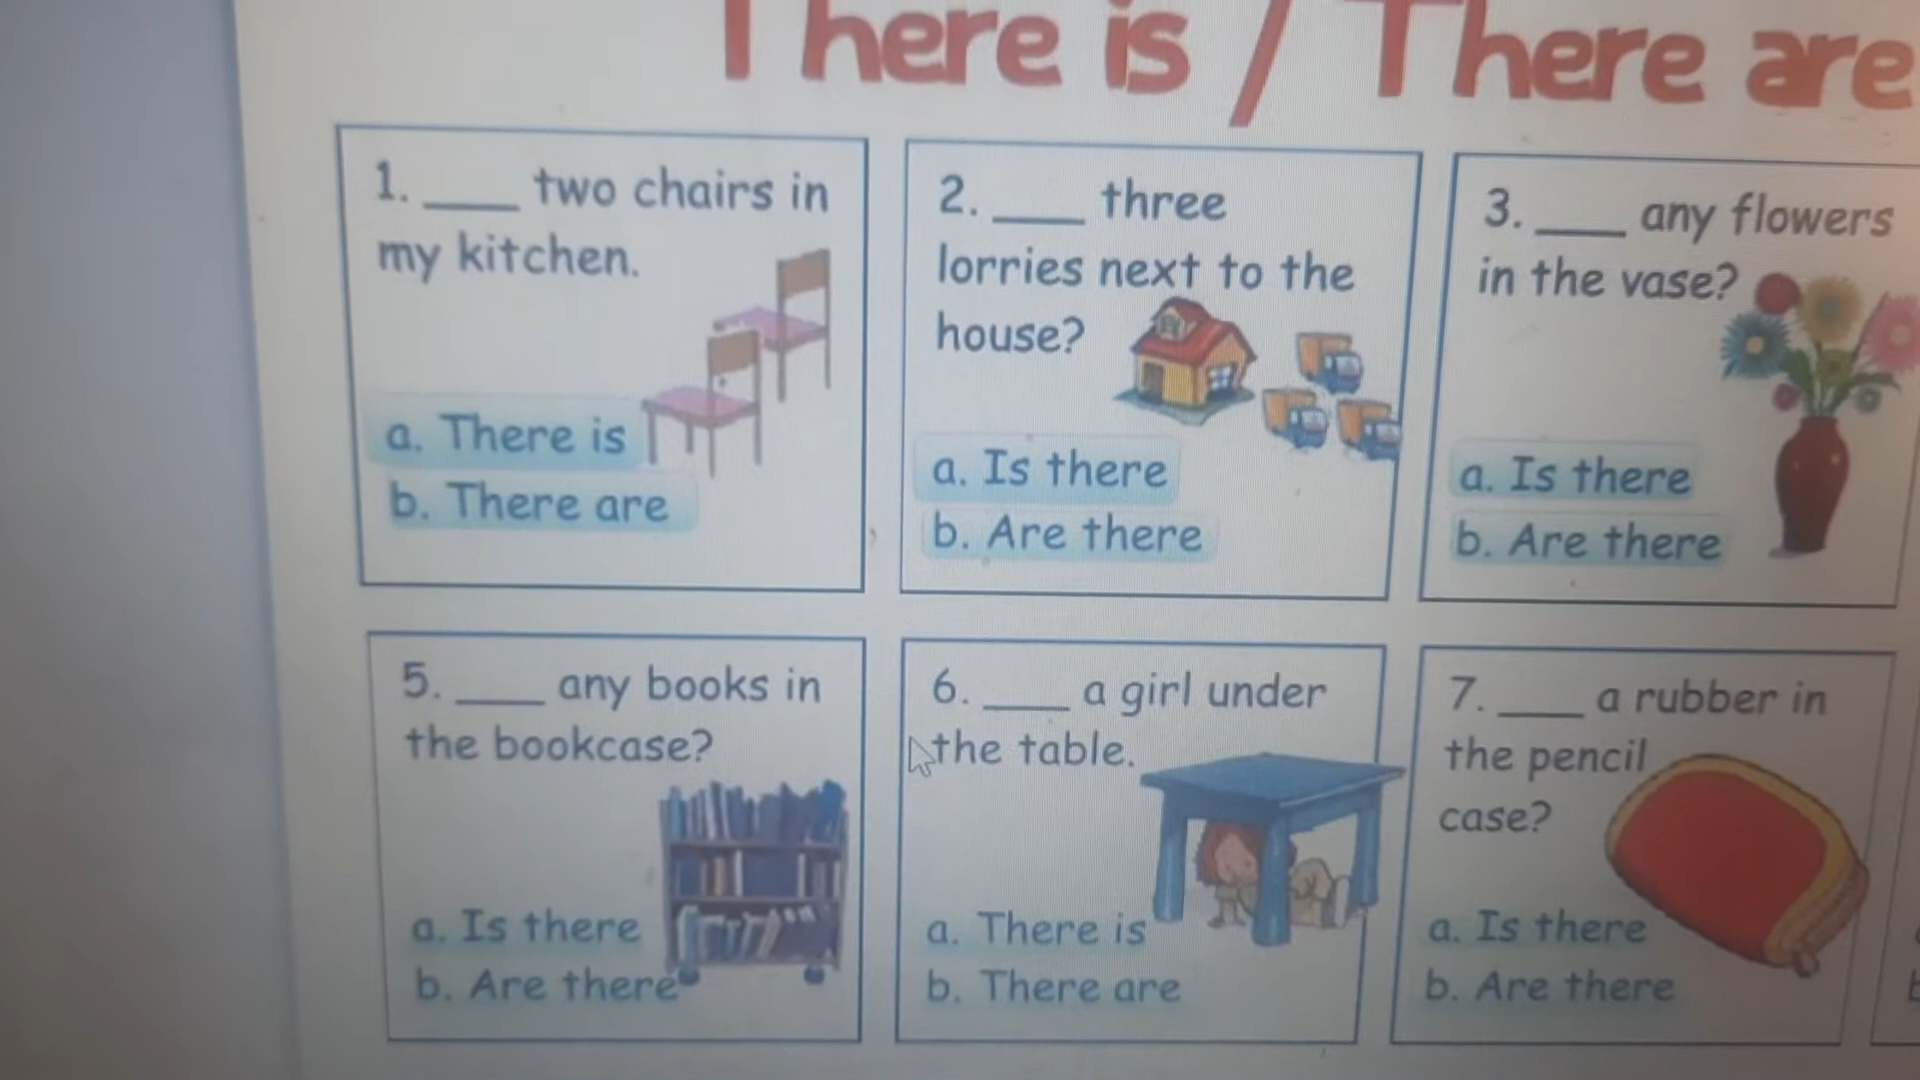 There is / There are
1. ____ two chairs in
my kitchen.
a. There is
b. There are
2. ____ three
lorries next to the
house?
a. Is there
b. Are there
3. ____ any flowers
in the vase?
a. Is there
b. Are there
5. ____ any books in
the bookcase?
a. Is there
b. Are there
6. ____ a girl under
the table.
a. There is
b. There are
7. ____ a rubber in
the pencil
case?
a. Is there
b. Are there